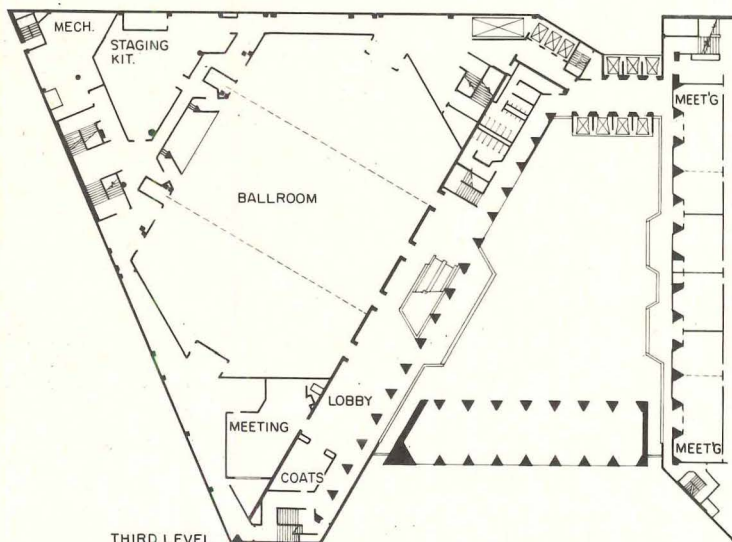 MECH.
STAGING
KIT.
MEET'G
BALLROOM
LOBBY
MEETING
MEET'G
COATS
THIRD LEVEL